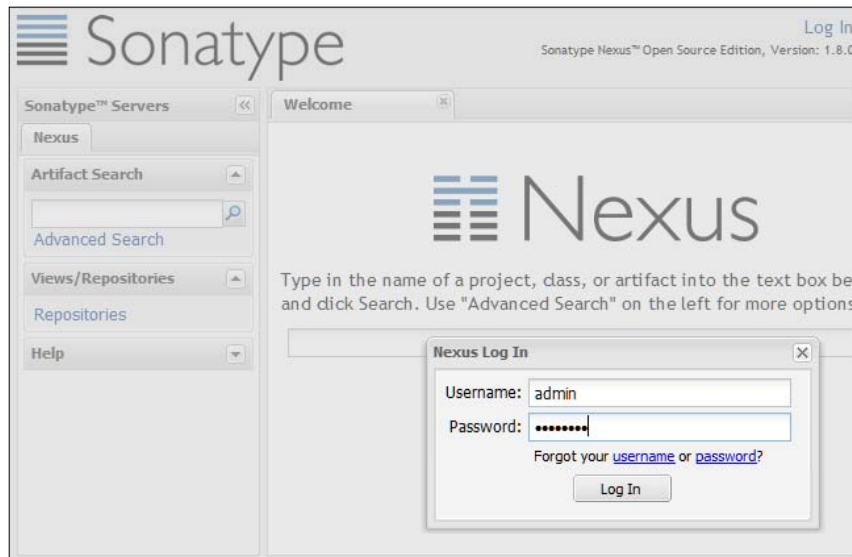 Sonatype
Log In
Sonatype Nexus™ Open Source Edition, Version: 1.8.0
Sonatype™ Servers
Welcome
Nexus
Artifact Search
Advanced Search
Views/Repositories
Repositories
Help
Nexus
Type in the name of a project, class, or artifact into the text box be
and click Search. Use "Advanced Search" on the left for more options
Nexus Log In
Username: admin
Password: ••••••••
Forgot your username or password?
Log In